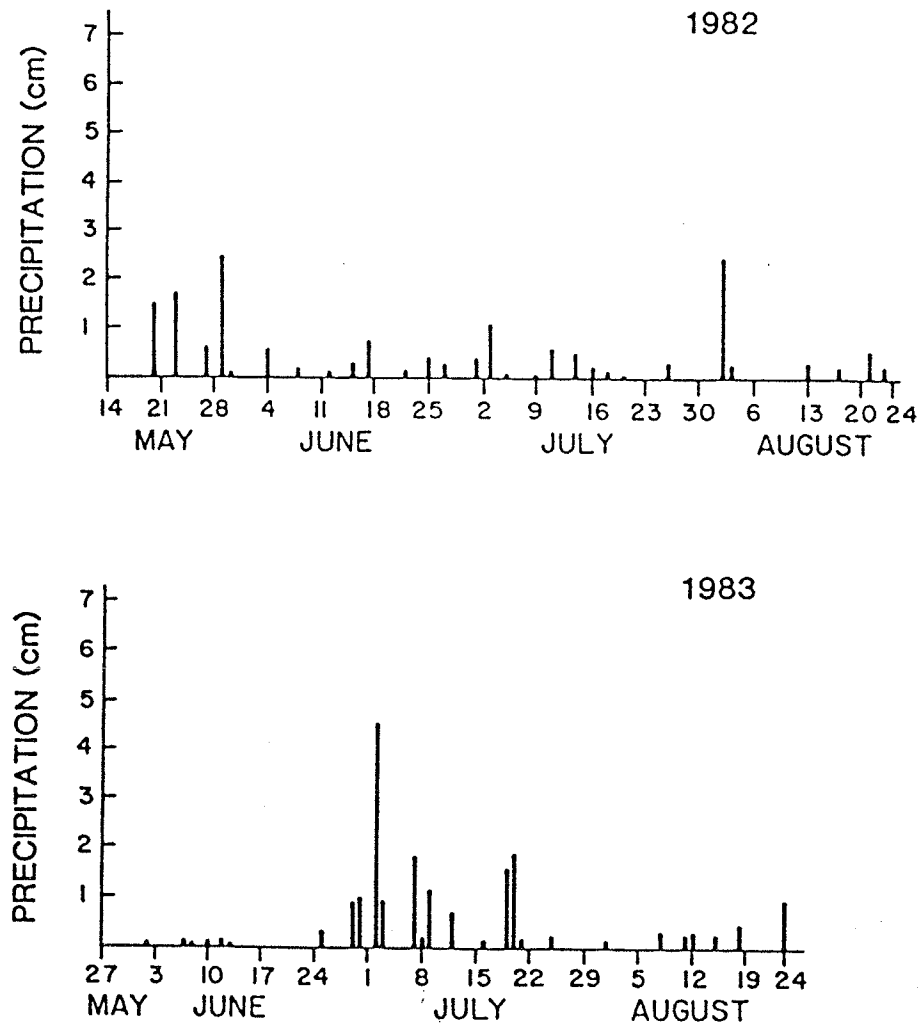 1982
PRECIPITATION (cm)
7
6
5
4
3
2
1
14 21 28 4 11 18 25 2 9 16 23 30 6 13 20 24
MAY JUNE JULY AUGUST
1983
PRECIPITATION (cm)
7
6
5
4
3
2
1
27 3 10 17 24 1 8 15 22 29 5 12 19 24
MAY JUNE JULY AUGUST